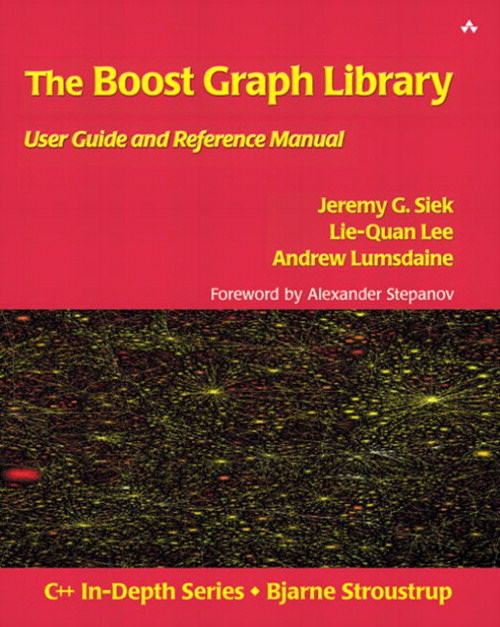 The Boost Graph Library
User Guide and Reference Manual
Jeremy G. Siek
Lie-Quan Lee
Andrew Lumsdaine
Foreword by Alexander Stepanov
C++ In-Depth Series • Bjarne Stroustrup